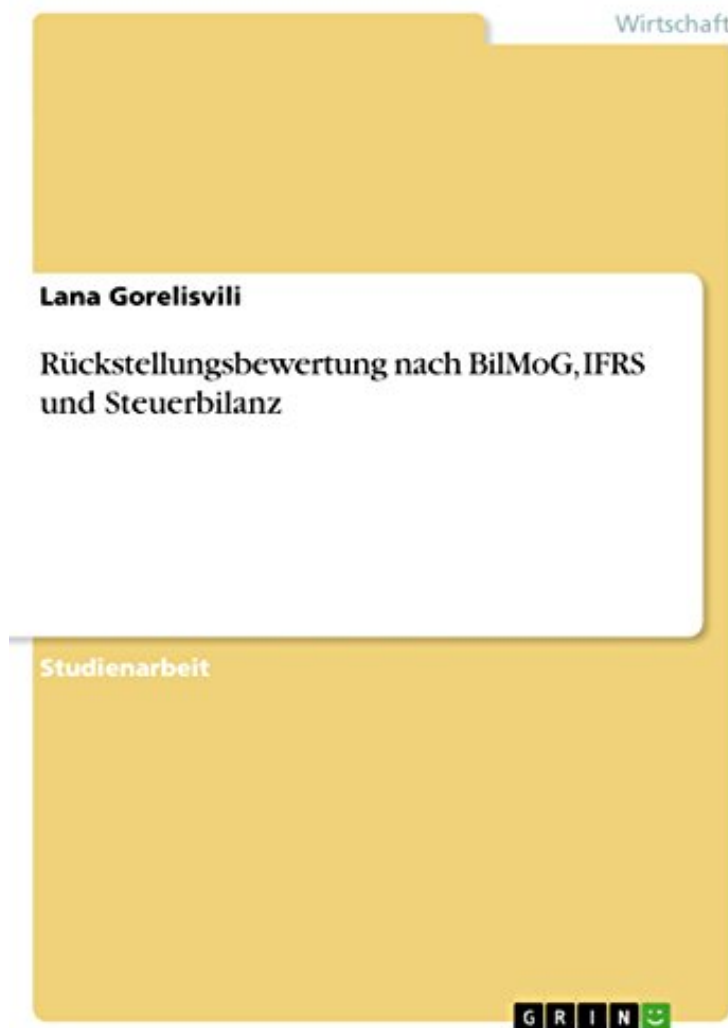 Wirtschaft
Lana Gorelisvili
Rückstellungsbewertung nach BilMoG, IFRS
und Steuerbilanz
Studienarbeit
GRIN